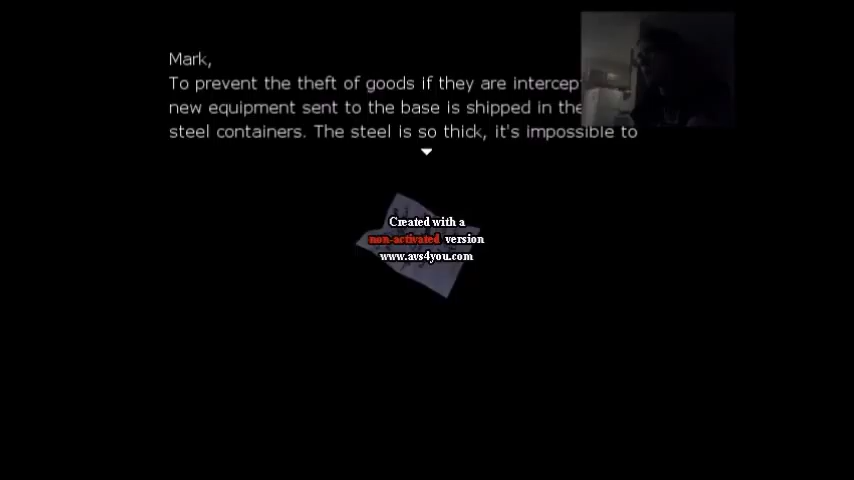 Mark,
To prevent the theft of goods if they are intercep
new equipment sent to the base is shipped in the
steel containers. The steel is so thick, it's impossible to
Created with a
non-activated version
www.avs4you.com